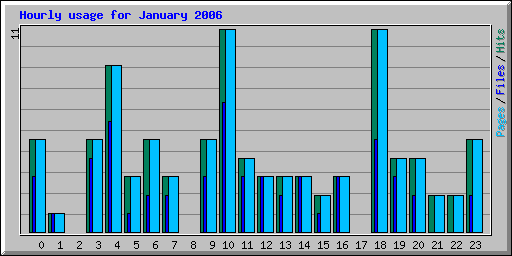 Hourly usage for January 2006
11
Pages/Files/Hits
0 1 2 3 4 5 6 7 8 9 10 11 12 13 14 15 16 17 18 19 20 21 22 23